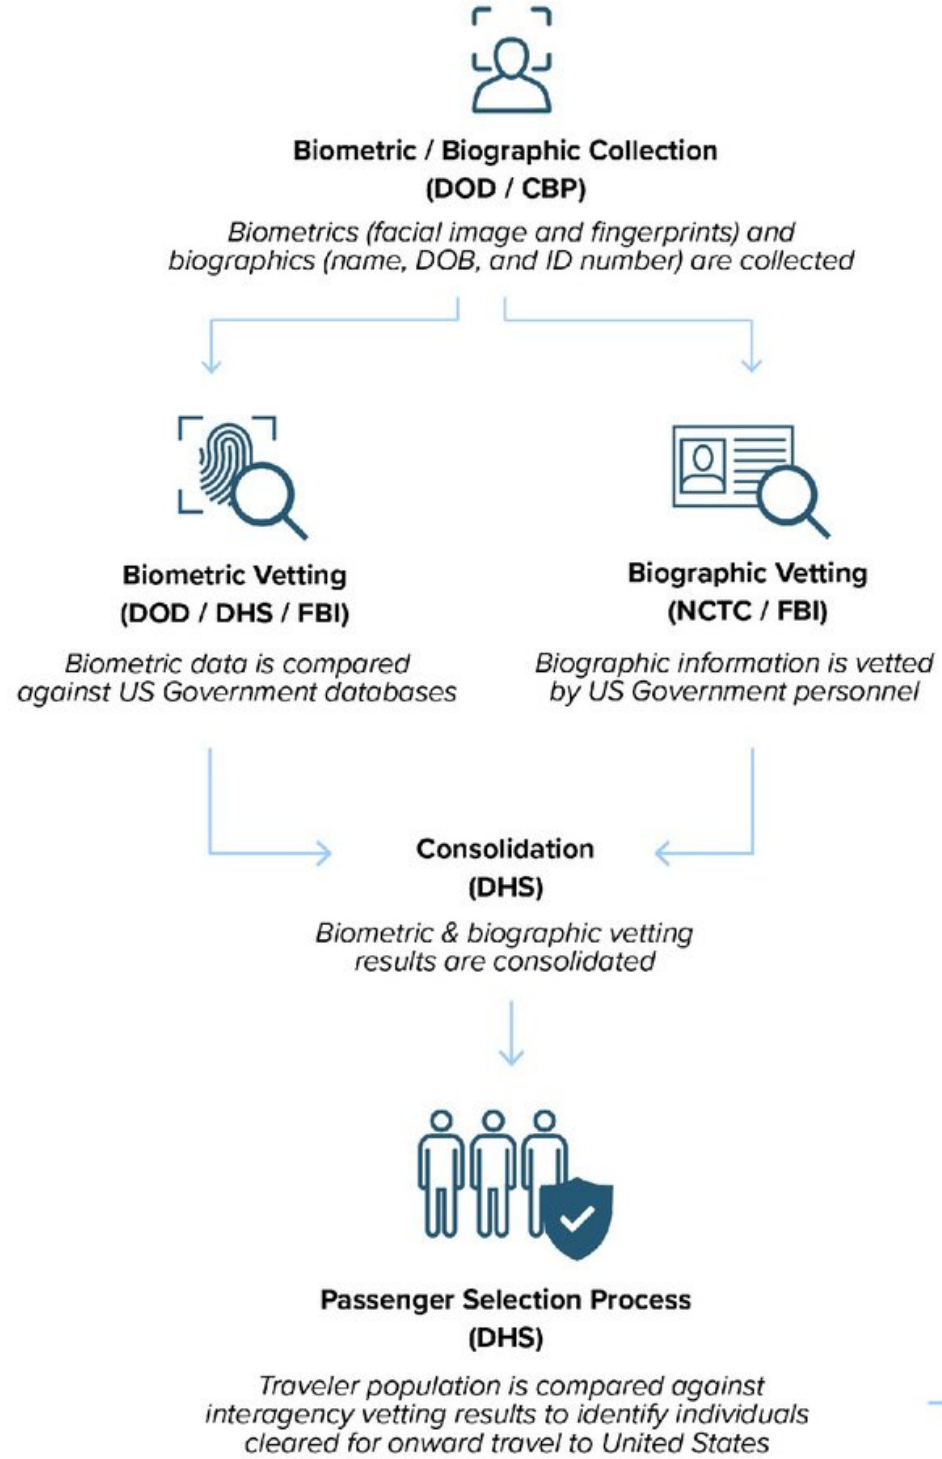 Biometric / Biographic Collection
(DOD / CBP)
Biometrics (facial image and fingerprints) and
biographics (name, DOB, and ID number) are collected
Biometric Vetting
(DOD / DHS / FBI)
Biometric data is compared
against US Government databases
Biographic Vetting
(NCTC / FBI)
Biographic information is vetted
by US Government personnel
Consolidation
(DHS)
Biometric & biographic vetting
results are consolidated
Passenger Selection Process
(DHS)
Traveler population is compared against
interagency vetting results to identify individuals
cleared for onward travel to United States